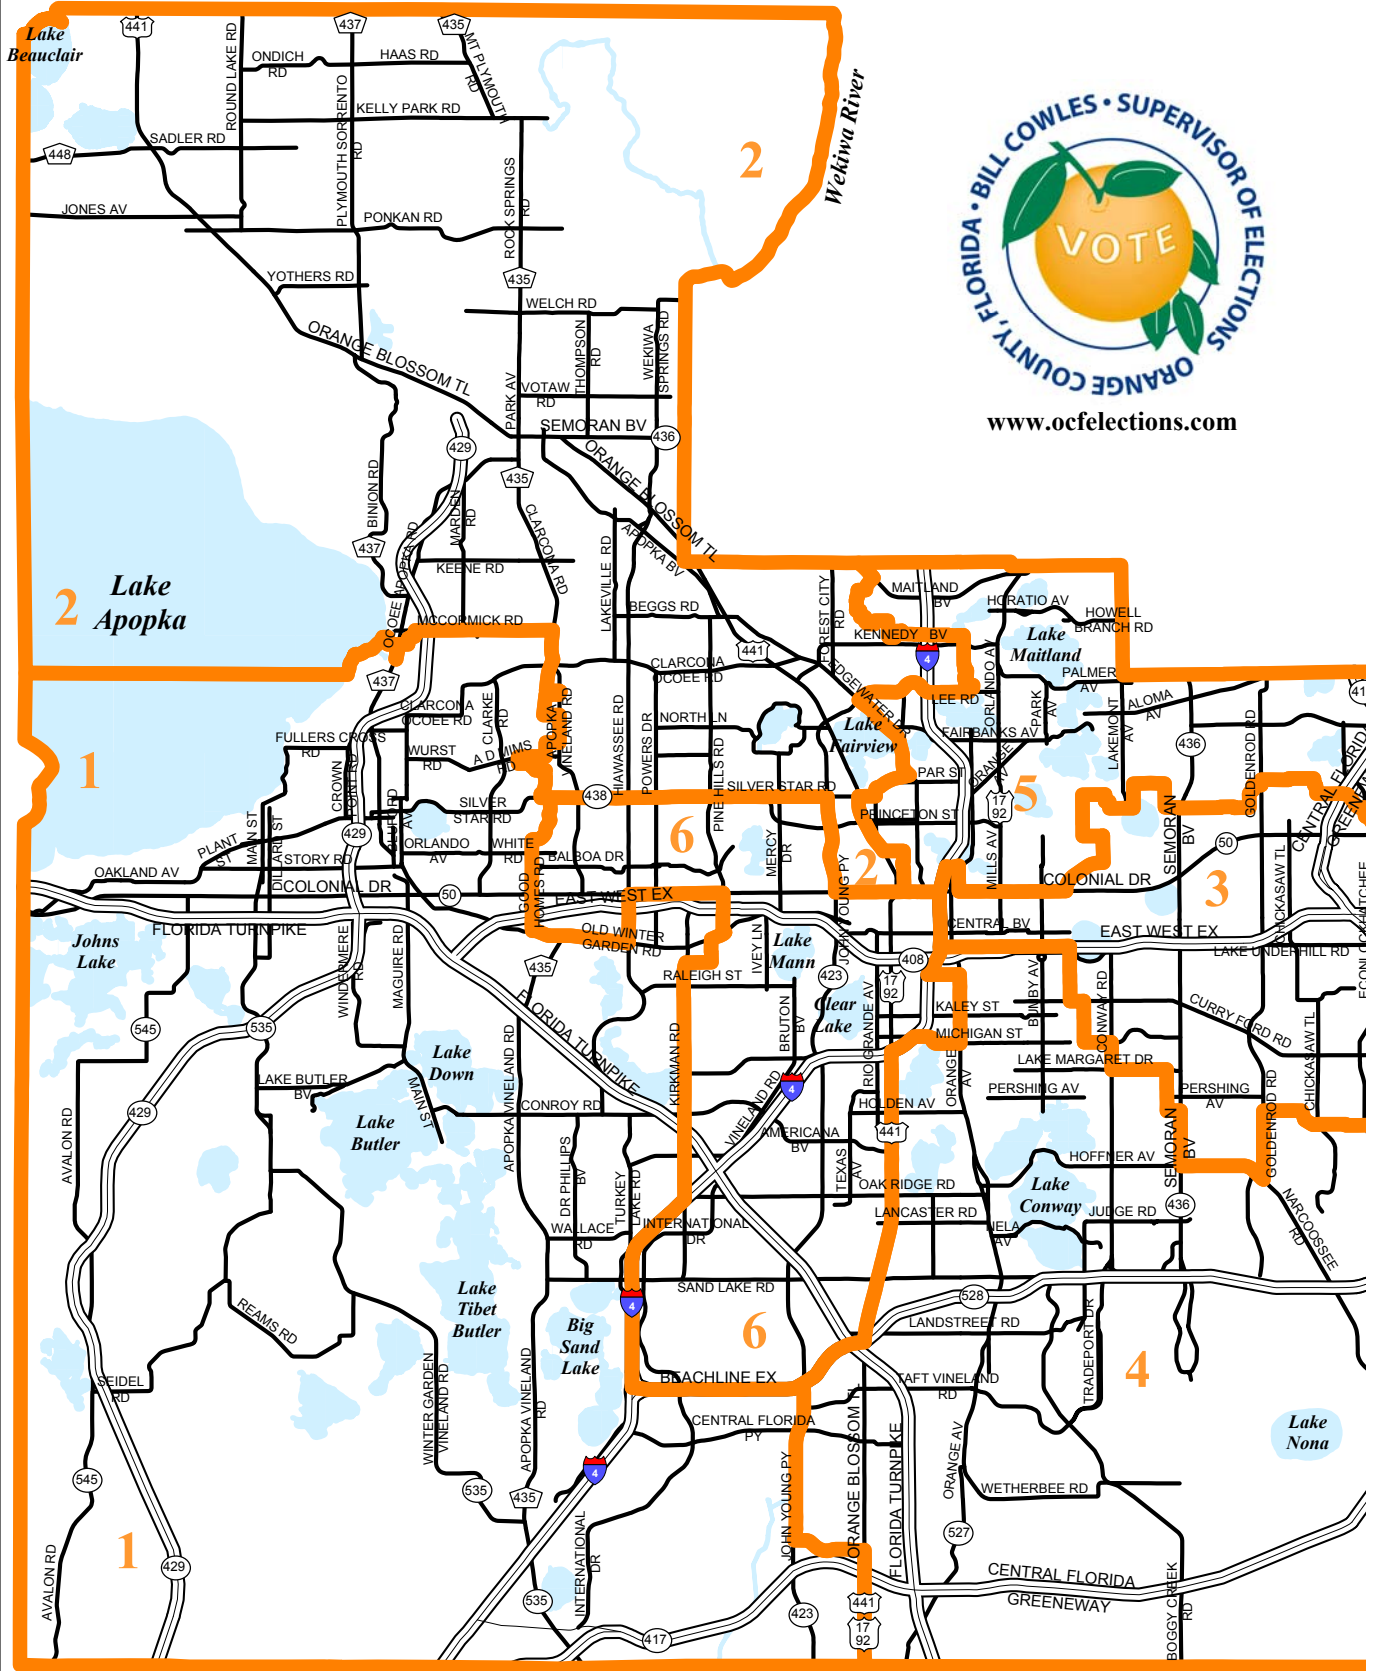 Lake
Beauclair
441
437
435
ROUND LAKE RD
ONDICH
RD
HAAS RD
MT PLYMOUTH
RD
PLYMOUTH SORRENTO
RD
KELLY PARK RD
SADLER RD
448
2
Wekiwa River
JONES AV
PONKAN RD
ROCK SPRINGS
RD
YOTHERS RD
435
WELCH RD
ORANGE BLOSSOM TL
THOMPSON
RD
WEKIWA
SPRINGS RD
PARK AV
VOTAW
RD
SEMORAN BV
436
BILL COWLES • SUPERVISOR OF ELECTIONS
ORANGE COUNTY, FLORIDA •
VOTE
www.ocfelections.com
429
435
ORANGE BLOSSOM TL
BINION RD
MARDEN
RD
CLARCONA RD
APOPKA BV
437
OCOEE APOPKA RD
KEENE RD
LAKEVILLE RD
2
Lake
Apopka
MCCORMICK RD
BEGGS RD
FOREST CITY
RD
MAITLAND
BV
HORATIO AV
HOWELL
BRANCH RD
KENNEDY BV
Lake
Maitland
441
4
437
CLARCONA
OCOEE RD
EDGEWATER DR
LEE RD
ORLANDO AV
PARK
AV
PALMER
AV
ALOMA
AV
41
CLARCONA
OCOEE RD
A D CLARKE
RD
APOPKA
VINELAND RD
HIAWASSEE RD
POWERS DR
NORTH LN
Lake
Fairview
FAIRBANKS AV
LAKEMONT
AV
436
GOLDENROD RD
FULLERS CROSS
RD
WURST
RD
A D MIMS
RD
PINE HILLS RD
1
CROWN
POINT RD
PAR ST
ORANGE
AV
438
SILVER STAR RD
SILVER
STAR RD
BLUFORD
AV
5
17
92
PRINCETON ST
CENTRAL FLORIDA
GREENEWAY
PLANT
ST
MAIN ST
DILLARD ST
429
ORLANDO
AV
WHITE
RD
BALBOA DR
6
MERCY
DR
MILLS AV
SEMORAN
BV
50
OAKLAND AV
STORY RD
COLONIAL DR
50
GOOD
HOMES RD
EAST WEST EX
JOHN YOUNG PY
2
COLONIAL DR
3
CHICKASAW TL
FLORIDA TURNPIKE
OLD WINTER
GARDEN RD
CENTRAL BV
EAST WEST EX
LAKE UNDERHILL RD
Johns
Lake
WINDERMERE
RD
MAGUIRE RD
435
RALEIGH ST
IVEY LN
Lake
Mann
423
408
17
92
BUMBY AV
CONWAY RD
Clear
Lake
KALEY ST
CURRY FORD RD
545
535
FLORIDA TURNPIKE
BRUTON
BV
RIO GRANDE AV
MICHIGAN ST
LAKE MARGARET DR
CHICKASAW TL
Lake
Down
KIRKMAN RD
APOPKA VINELAND RD
VINELAND RD
4
ORANGE
AV
PERSHING AV
PERSHING
AV
GOLDENROD RD
LAKE BUTLER
BV
MAIN ST
CONROY RD
HOLDEN AV
429
AVALON RD
Lake
Butler
AMERICANA
BV
441
SEMORAN
BV
DR PHILLIPS
BV
TURKEY
LAKE RD
TEXAS
AV
HOFFNER AV
OAK RIDGE RD
Lake
Conway
NARCOOSSEE
RD
WALLACE
RD
INTERNATIONAL
DR
LANCASTER RD
NELA
AV
JUDGE RD
436
SAND LAKE RD
Lake
Tibet
Butler
Big
Sand
Lake
4
6
528
LANDSTREET RD
TRADEPORT DR
REAMS RD
SEIDEL
RD
WINTER GARDEN
VINELAND RD
APOPKA VINELAND
RD
BEACHLINE EX
TAFT VINELAND
RD
4
CENTRAL FLORIDA
PY
Lake
Nona
545
4
535
435
JOHN YOUNG PY
ORANGE BLOSSOM TL
FLORIDA TURNPIKE
ORANGE AV
WETHERBEE RD
1
429
AVALON RD
INTERNATIONAL
DR
535
527
CENTRAL FLORIDA
GREENEWAY
BOGGY CREEK
RD
423
441
17
92
417